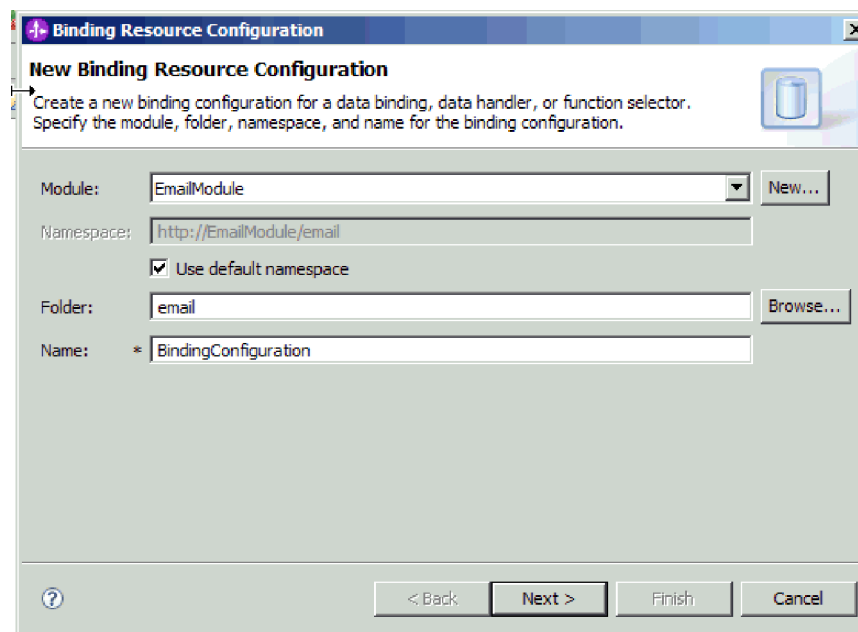 Binding Resource Configuration
New Binding Resource Configuration
Create a new binding configuration for a data binding, data handler, or function selector.
Specify the module, folder, namespace, and name for the binding configuration.
Module: EmailModule New...
Namespace: http://EmailModule/email
Use default namespace
Folder: email Browse...
Name: * BindingConfiguration
? < Back Next > Finish Cancel